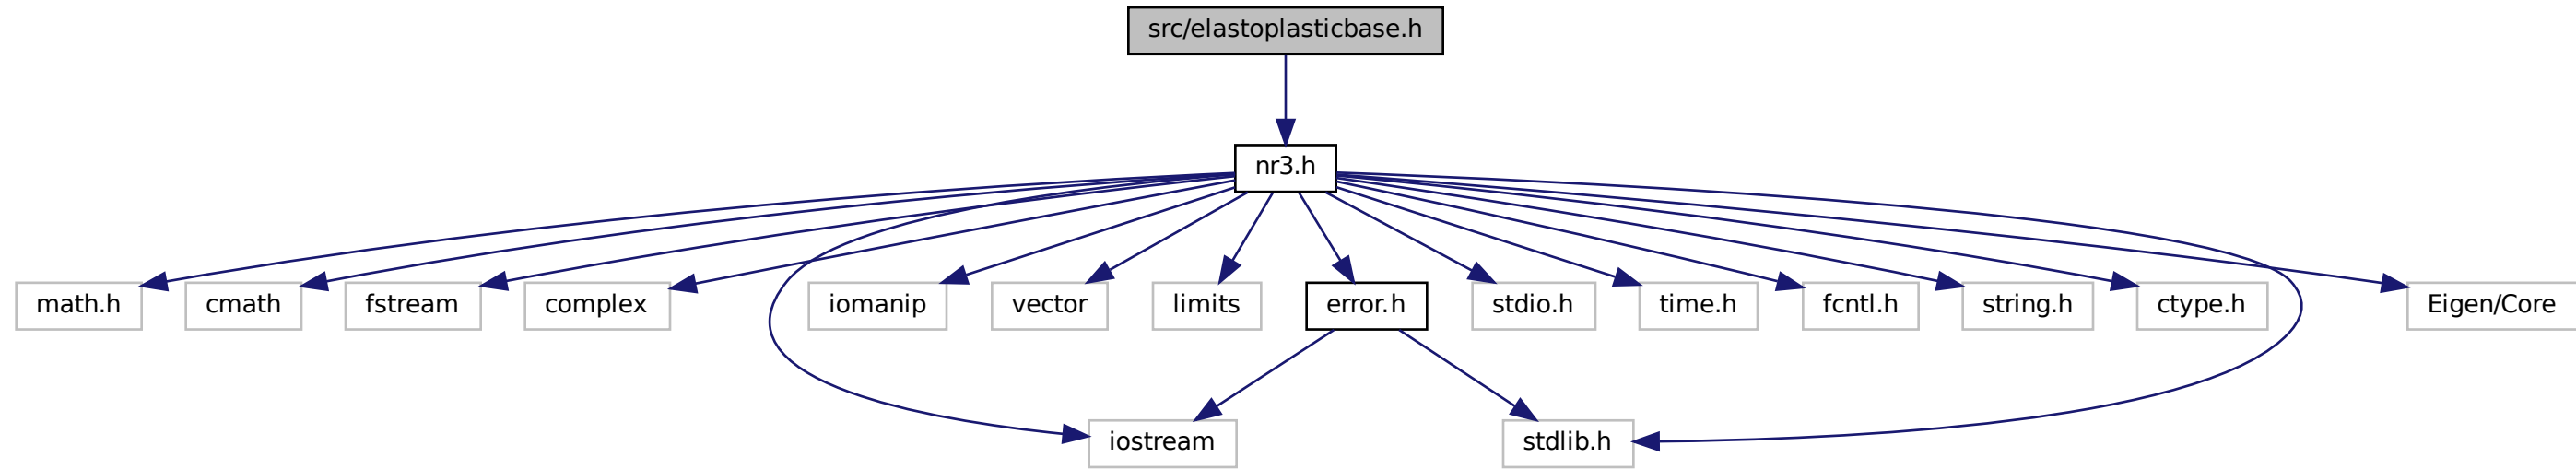 src/elastoplasticbase.h
nr3.h
math.h
cmath
fstream
complex
iomanip
vector
limits
error.h
stdio.h
time.h
fcntl.h
string.h
ctype.h
Eigen/Core
iostream
stdlib.h